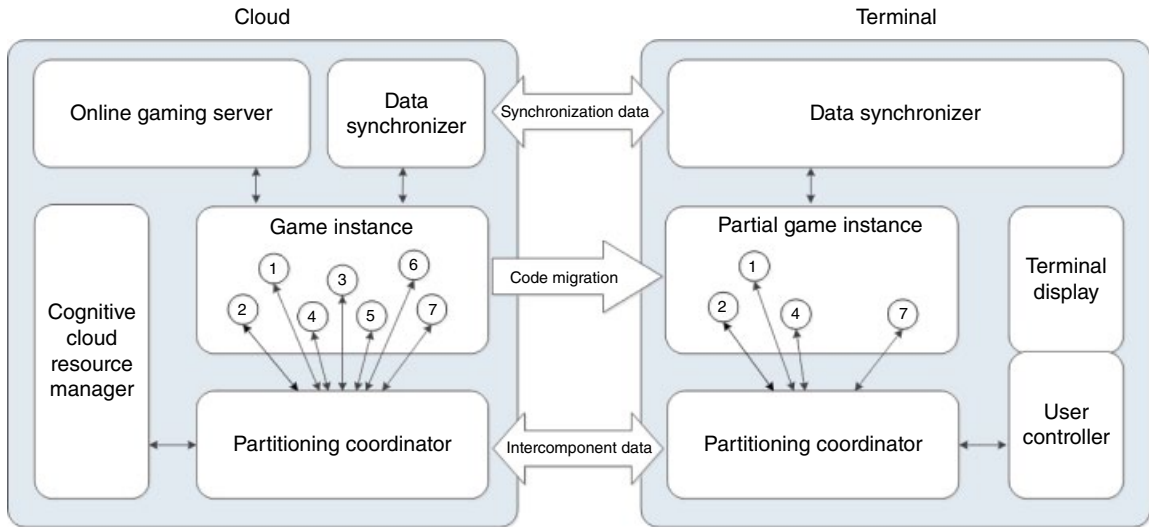 Cloud
Terminal
Online gaming server
Data
synchronizer
Synchronization data
Data synchronizer
Game instance
1
2
3
4
5
6
7
Cognitive
cloud
resource
manager
Code migration
Partial game instance
1
2
4
7
Terminal
display
Partitioning coordinator
Intercomponent data
Partitioning coordinator
User
controller